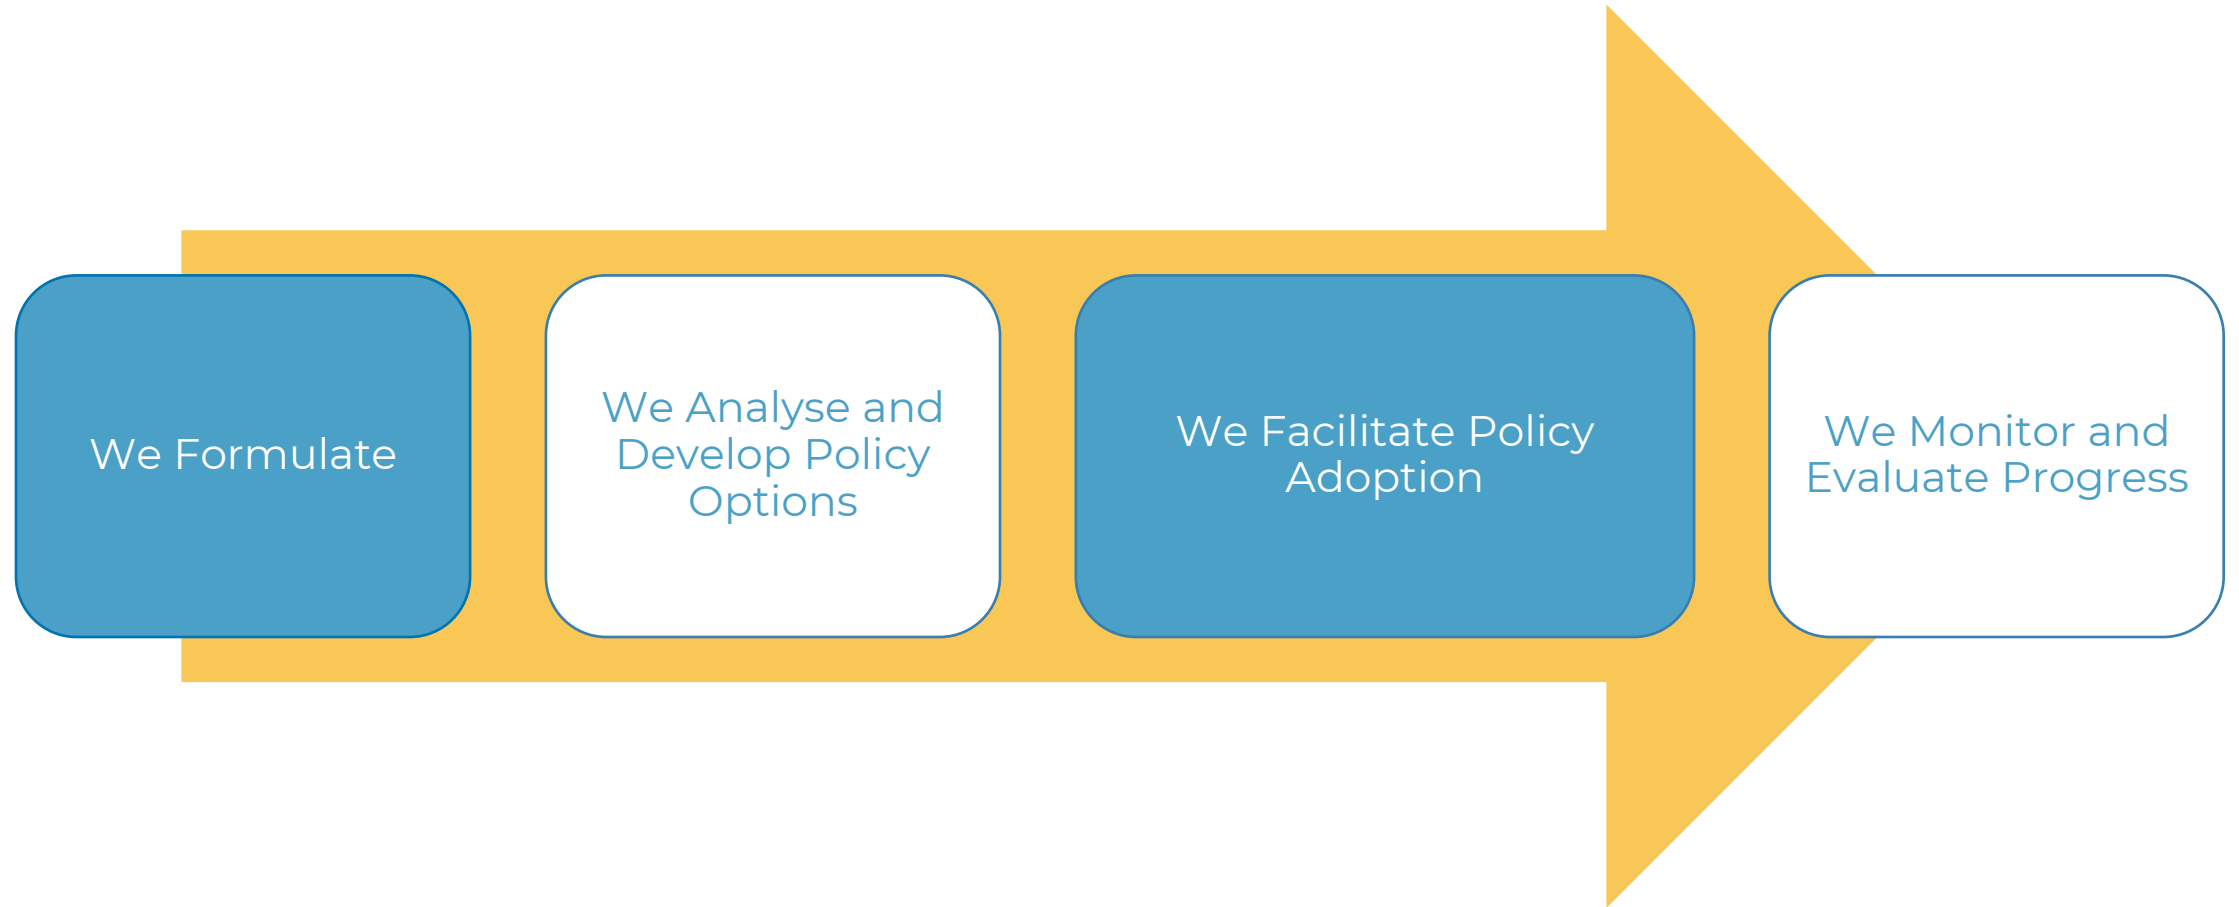 We Formulate
We Analyse and
Develop Policy
Options
We Facilitate Policy
Adoption
We Monitor and
Evaluate Progress